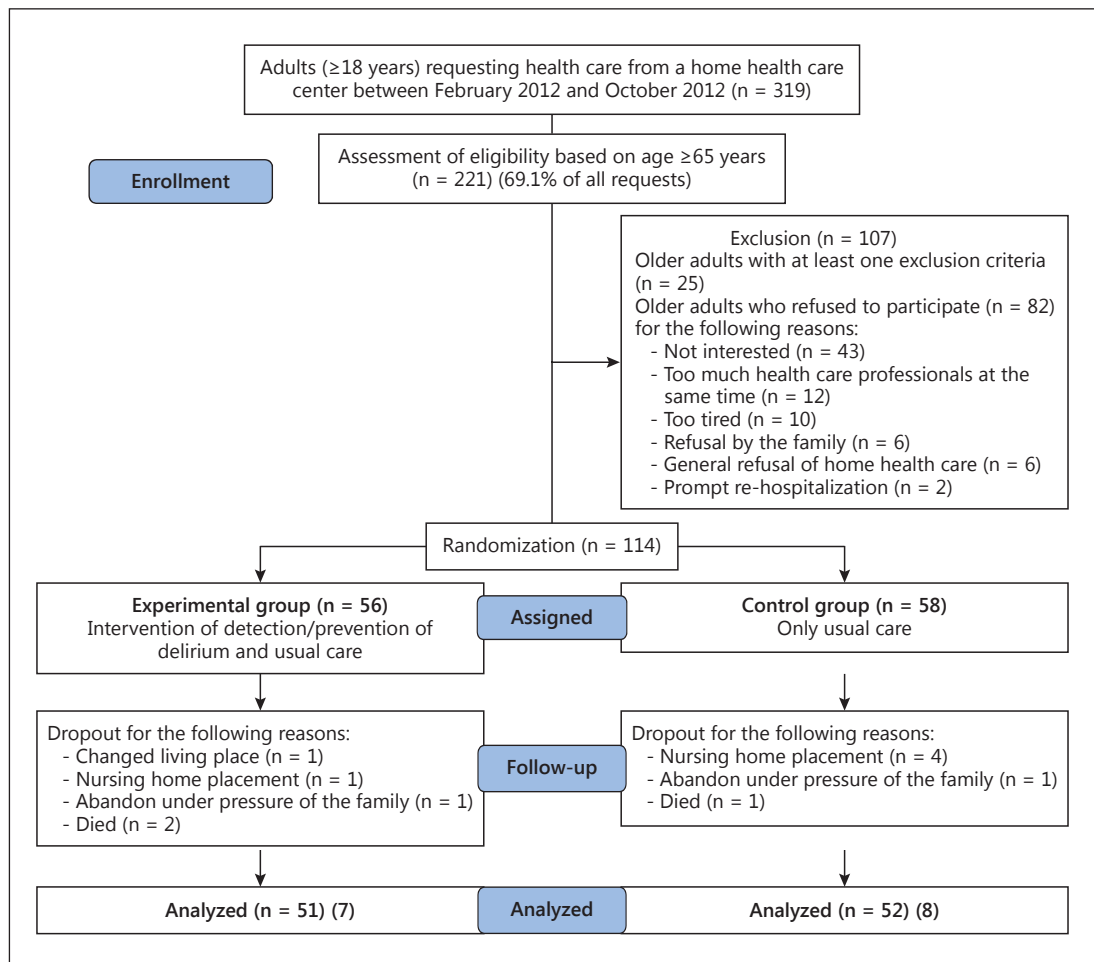 Adults (≥18 years) requesting health care from a home health care
center between February 2012 and October 2012 (n = 319)
Assessment of eligibility based on age ≥65 years
(n = 221) (69.1% of all requests)
Enrollment
Exclusion (n = 107)
Older adults with at least one exclusion criteria
(n = 25)
Older adults who refused to participate (n = 82)
for the following reasons:
- Not interested (n = 43)
- Too much health care professionals at the
same time (n = 12)
- Too tired (n = 10)
- Refusal by the family (n = 6)
- General refusal of home health care (n = 6)
- Prompt re-hospitalization (n = 2)
Randomization (n = 114)
Experimental group (n = 56)
Intervention of detection/prevention of
delirium and usual care
Assigned
Control group (n = 58)
Only usual care
Dropout for the following reasons:
- Changed living place (n = 1)
- Nursing home placement (n = 1)
- Abandon under pressure of the family (n = 1)
- Died (n = 2)
Follow-up
Dropout for the following reasons:
- Nursing home placement (n = 4)
- Abandon under pressure of the family (n = 1)
- Died (n = 1)
Analyzed (n = 51) (7)
Analyzed
Analyzed (n = 52) (8)